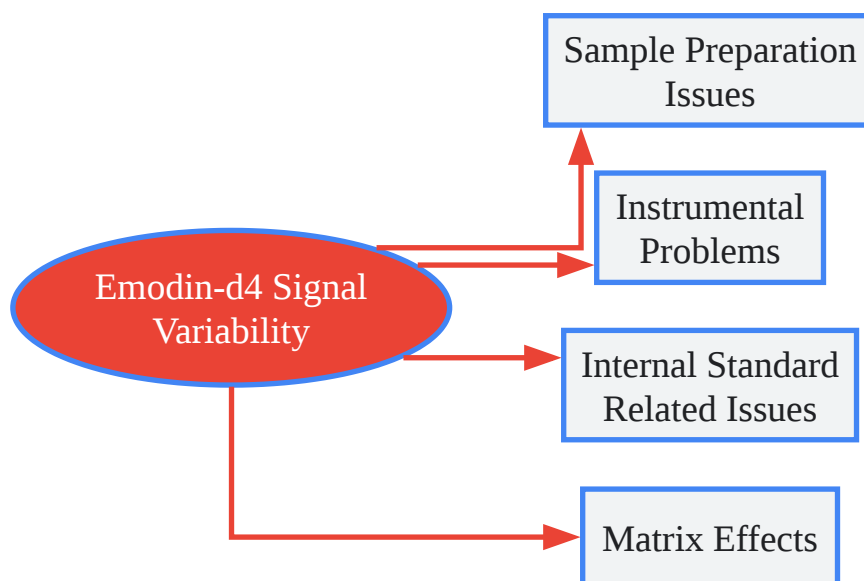 Sample Preparation
Issues
Instrumental
Problems
Emodin-d4 Signal
Variability
Internal Standard
Related Issues
Matrix Effects